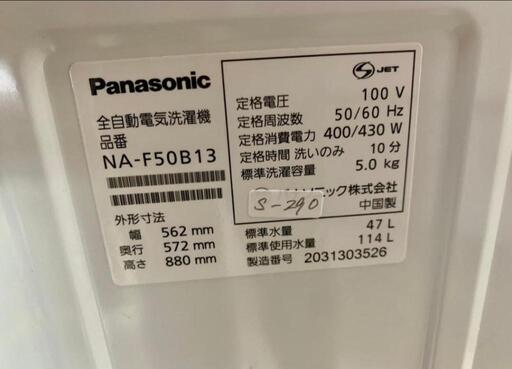 Panasonic
全自動電気洗濯機
品番
NA-F50B13
外形寸法
幅 562 mm
奥行 572 mm
高さ 880 mm
S JET
定格電圧 100 V
定格周波数 50/60 Hz
定格消費電力 400/430 W
定格時間 洗いのみ 10 分
標準洗濯容量 5.0 kg
ック株式会社
中国製
S-290
標準水量 47 L
標準使用水量 114 L
製造番号 2031303526